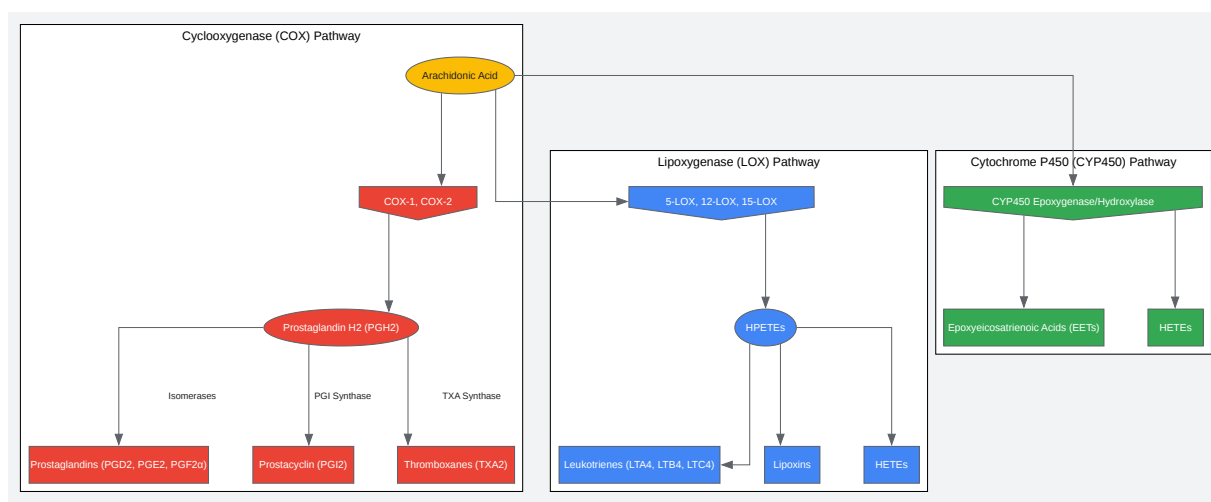 Cyclooxygenase (COX) Pathway
Arachidonic Acid
COX-1, COX-2
Prostaglandin H2 (PGH2)
Isomerases
PGI Synthase
TXA Synthase
Prostaglandins (PGD2, PGE2, PGF2α)
Prostacyclin (PGI2)
Thromboxanes (TXA2)
Lipoxygenase (LOX) Pathway
5-LOX, 12-LOX, 15-LOX
HPETEs
Leukotrienes (LTA4, LTB4, LTC4)
Lipoxins
HETEs
Cytochrome P450 (CYP450) Pathway
CYP450 Epoxygenase/Hydroxylase
Epoxyeicosatrienoic Acids (EETs)
HETEs